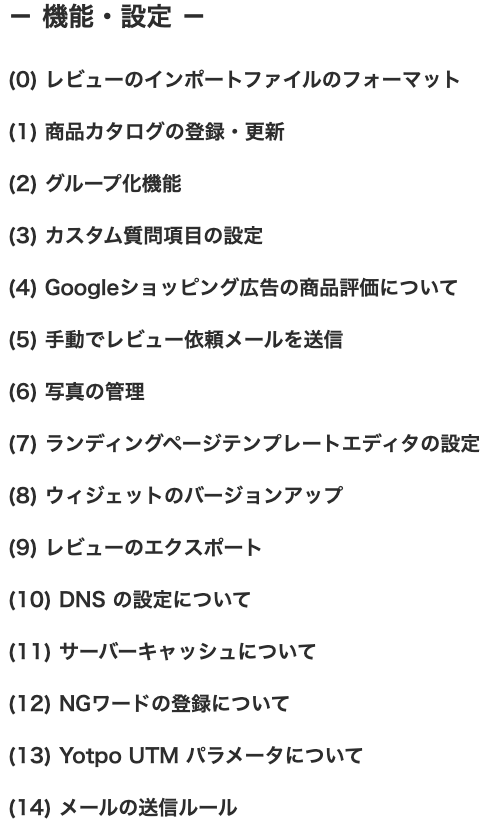 − 機能・設定 −
(0) レビューのインポートファイルのフォーマット
(1) 商品カタログの登録・更新
(2) グループ化機能
(3) カスタム質問項目の設定
(4) Googleショッピング広告の商品評価について
(5) 手動でレビュー依頼メールを送信
(6) 写真の管理
(7) ランディングページテンプレートエディタの設定
(8) ウィジェットのバージョンアップ
(9) レビューのエクスポート
(10) DNS の設定について
(11) サーバーキャッシュについて
(12) NGワードの登録について
(13) Yotpo UTM パラメータについて
(14) メールの送信ルール